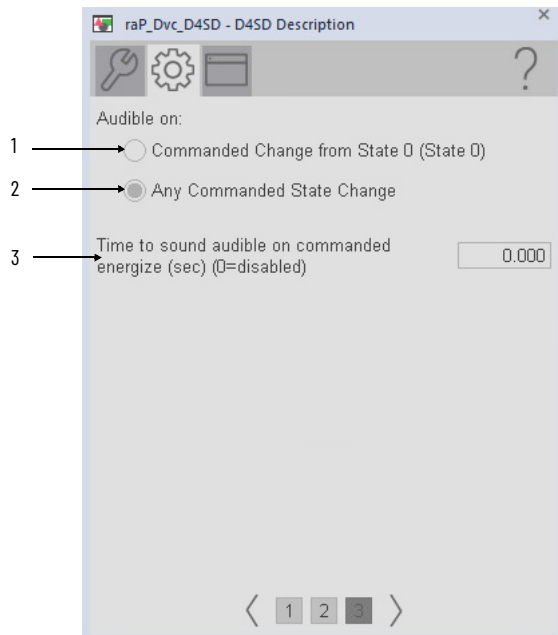 raP_Dvc_D4SD - D4SD Description
×
?
Audible on:
1
Commanded Change from State 0 (State 0)
2
Any Commanded State Change
3
Time to sound audible on commanded
energize (sec) (0=disabled)
0.000
1 2 3